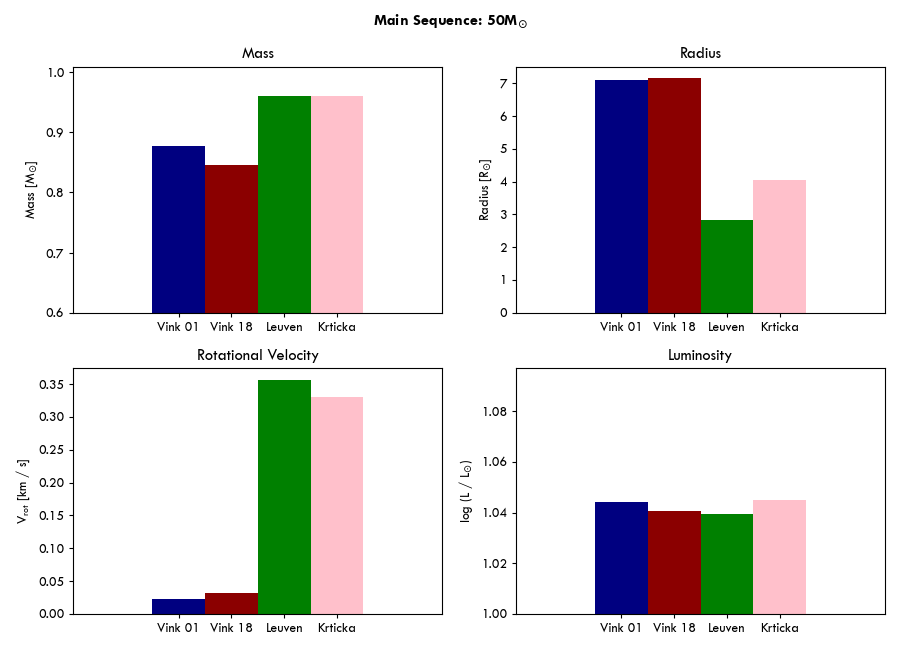 Main Sequence: 50M⊙
Mass
Mass [M⊙]
1.0
0.9
0.8
0.7
0.6
Vink 01 Vink 18 Leuven Krticka
Radius
Radius [R⊙]
7
6
5
4
3
2
1
0
Vink 01 Vink 18 Leuven Krticka
Rotational Velocity
Vrot [km / s]
0.35
0.30
0.25
0.20
0.15
0.10
0.05
0.00
Vink 01 Vink 18 Leuven Krticka
Luminosity
log (L / L⊙)
1.08
1.06
1.04
1.02
1.00
Vink 01 Vink 18 Leuven Krticka